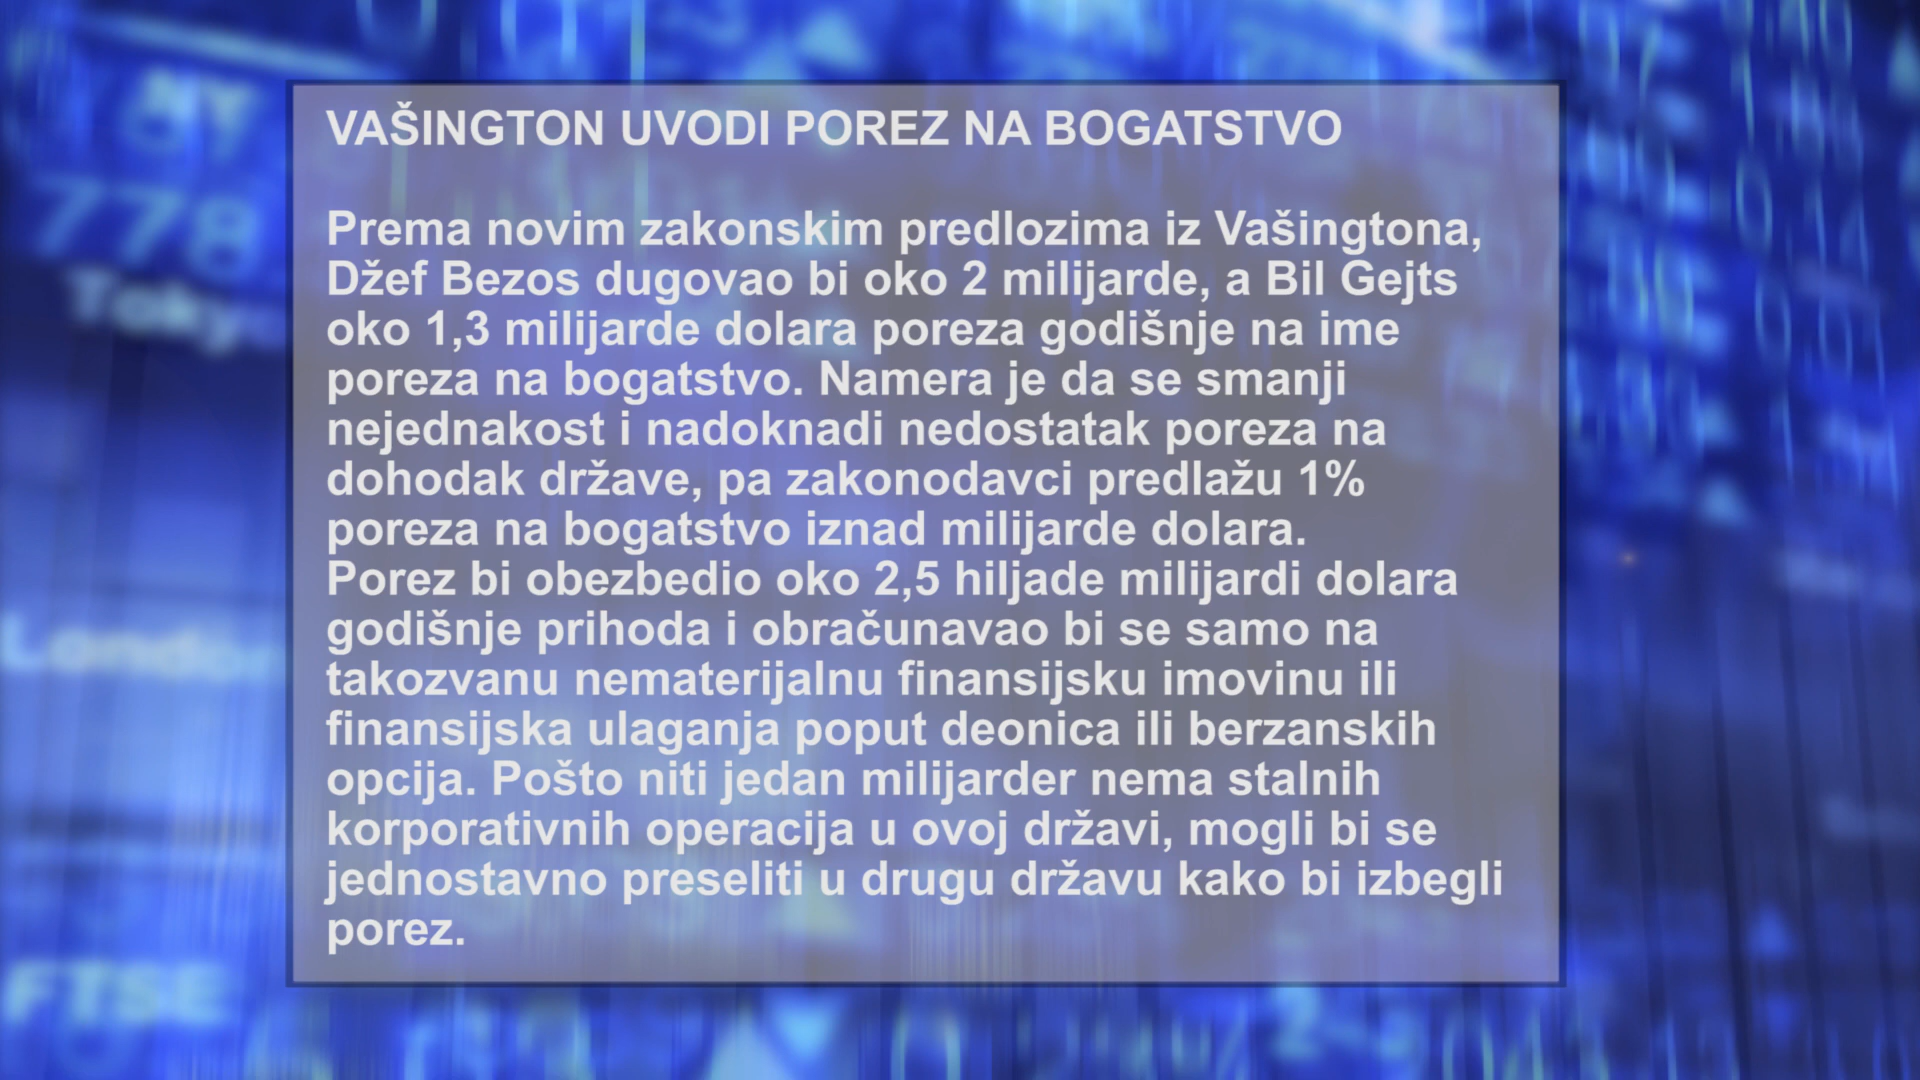 VAŠINGTON UVODI POREZ NA BOGATSTVO
Prema novim zakonskim predlozima iz Vašingtona,
Džef Bezos dugovao bi oko 2 milijarde, a Bil Gejts
oko 1,3 milijarde dolara poreza godišnje na ime
poreza na bogatstvo. Namera je da se smanji
nejednakost i nadoknadi nedostatak poreza na
dohodak države, pa zakonodavci predlažu 1%
poreza na bogatstvo iznad milijarde dolara.
Porez bi obezbedio oko 2,5 hiljade milijardi dolara
godišnje prihoda i obračunavao bi se samo na
takozvanu nematerijalnu finansijsku imovinu ili
finansijska ulaganja poput deonica ili berzanskih
opcija. Pošto niti jedan milijarder nema stalnih
korporativnih operacija u ovoj državi, mogli bi se
jednostavno preseliti u drugu državu kako bi izbegli
porez.
NY
778
Tokyo
London
FTSE